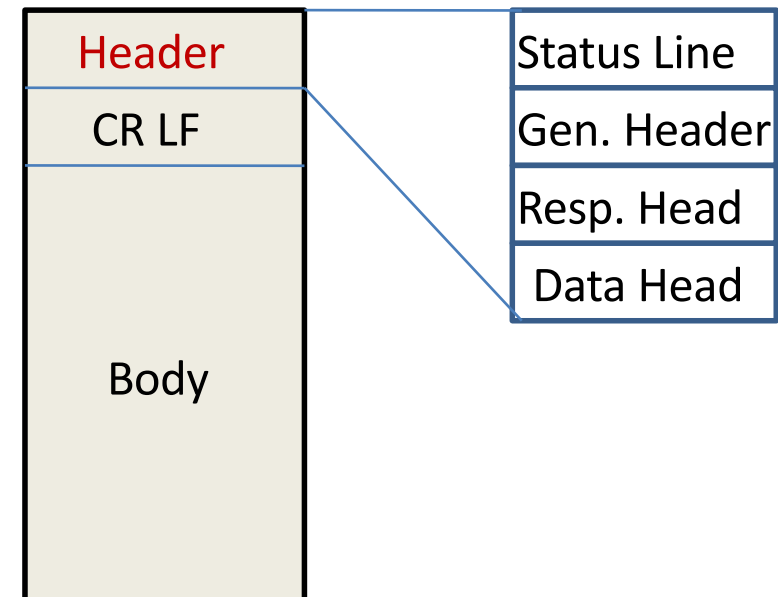 Header
CR LF
Body
Status Line
Gen. Header
Resp. Head
Data Head